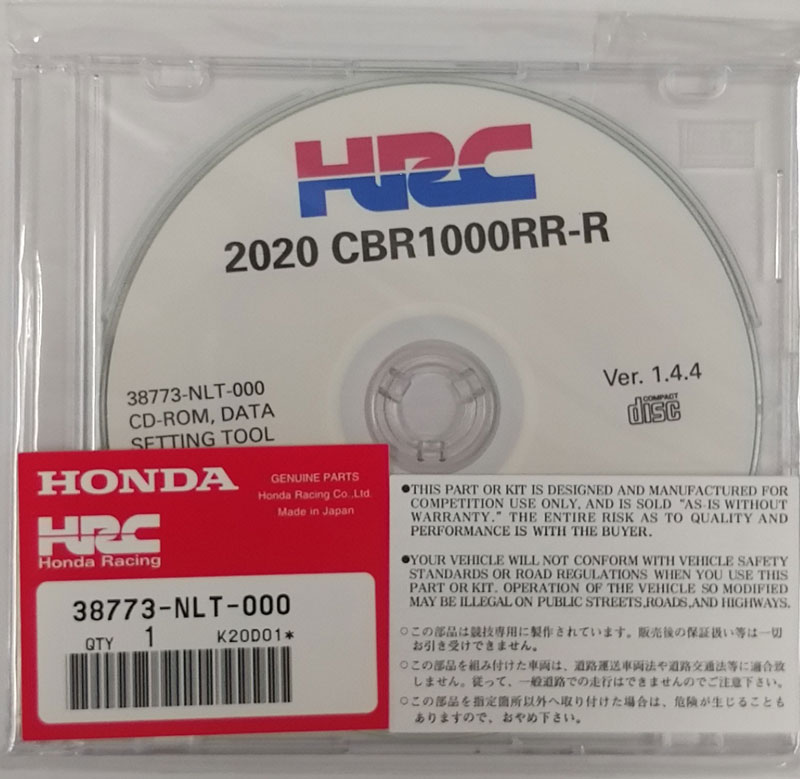 HRC
2020 CBR1000RR-R
38773-NLT-000
CD-ROM, DATA
SETTING TOOL
Ver. 1.4.4
COMPACT
disc
HONDA
HRC
Honda Racing
GENUINE PARTS
Honda Racing Co.,Ltd
Made in Japan
38773-NLT-000
QTY 1 K20D01*
●THIS PART OR KIT IS DESIGNED AND MANUFACTURED FOR
COMPETITION USE ONLY, AND IS SOLD "AS-IS WITHOUT
WARRANTY." THE ENTIRE RISK AS TO QUALITY AND
PERFORMANCE IS WITH THE BUYER.
●YOUR VEHICLE WILL NOT CONFORM WITH VEHICLE SAFETY
STANDARDS OR ROAD REGULATIONS WHEN YOU USE THIS
PART OR KIT. OPERATION OF THE VEHICLE SO MODIFIED
MAY BE ILLEGAL ON PUBLIC STREETS,ROADS,AND HIGHWAYS.
○この部品は競技専用に製作されています。販売後の保証扱い等は一切
お引き受けできません。
○この部品を組み付けた車両は、道路運送車両法や道路交通法等に適合致
しません。従って、一般道路での走行はできませんのでご注意下さい。
○この部品を指定箇所以外へ取り付けた場合は、危険が生じることも
ありますので、おやめ下さい。